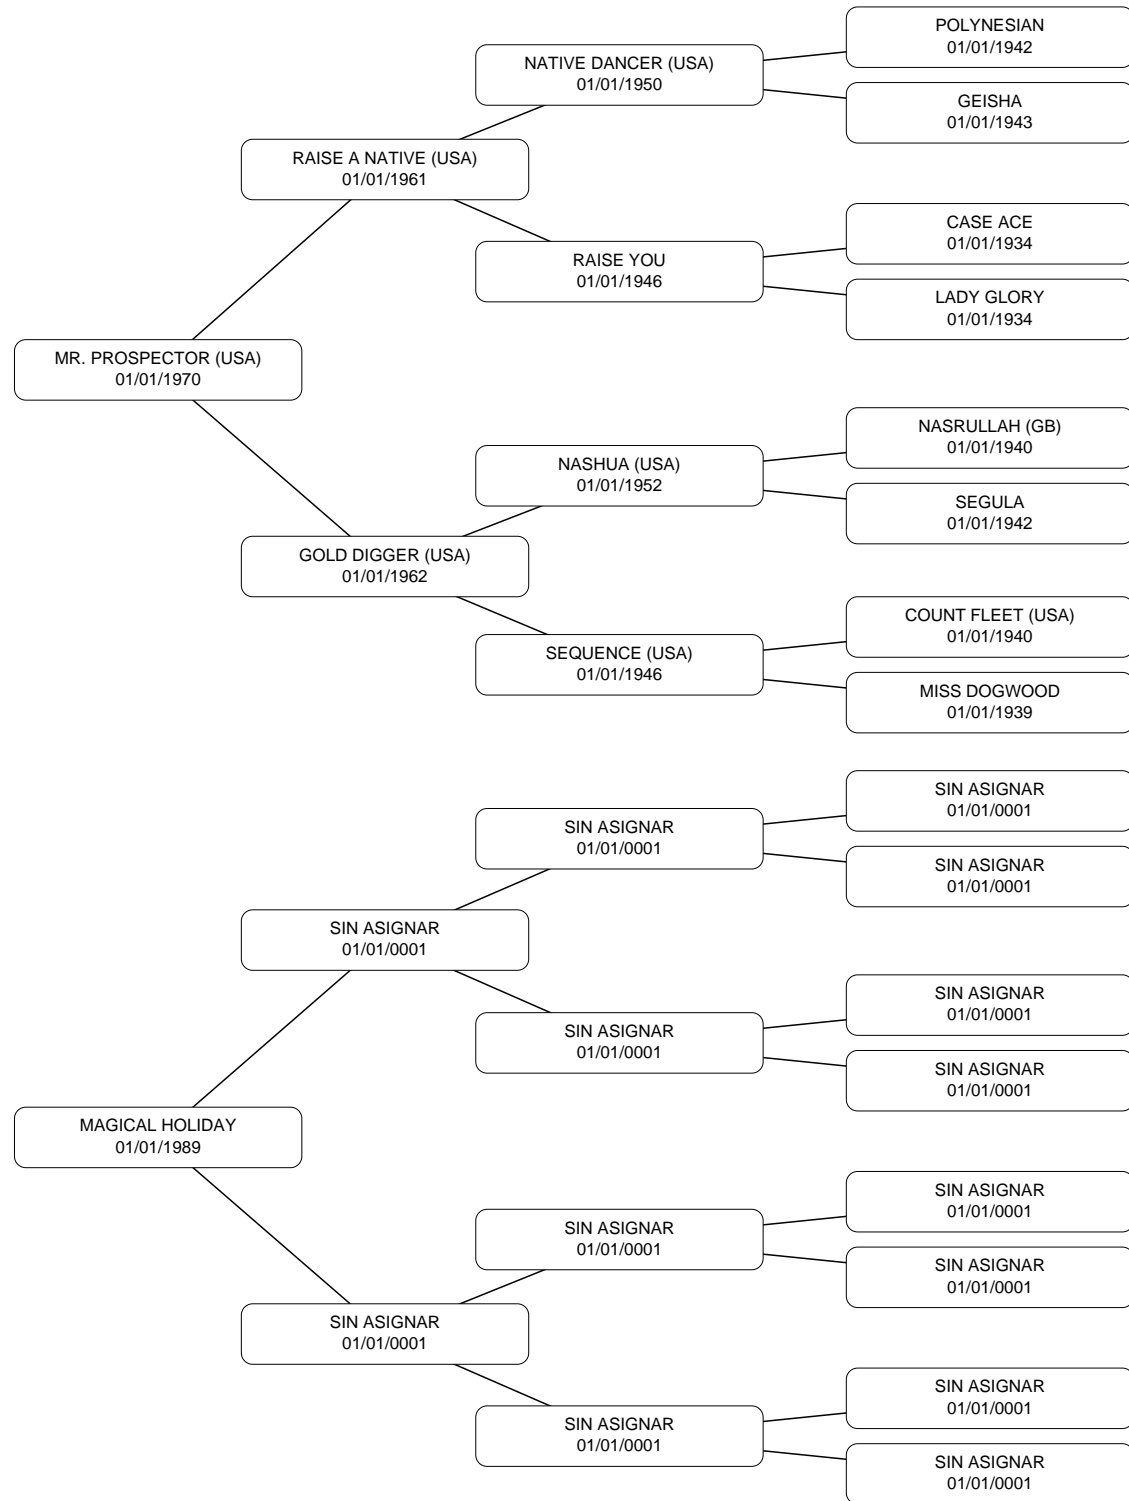 POLYNESIAN
01/01/1942
NATIVE DANCER (USA)
01/01/1950
GEISHA
01/01/1943
RAISE A NATIVE (USA)
01/01/1961
CASE ACE
01/01/1934
RAISE YOU
01/01/1946
LADY GLORY
01/01/1934
MR. PROSPECTOR (USA)
01/01/1970
NASRULLAH (GB)
01/01/1940
NASHUA (USA)
01/01/1952
SEGULA
01/01/1942
GOLD DIGGER (USA)
01/01/1962
COUNT FLEET (USA)
01/01/1940
SEQUENCE (USA)
01/01/1946
MISS DOGWOOD
01/01/1939
SIN ASIGNAR
01/01/0001
SIN ASIGNAR
01/01/0001
SIN ASIGNAR
01/01/0001
SIN ASIGNAR
01/01/0001
SIN ASIGNAR
01/01/0001
SIN ASIGNAR
01/01/0001
SIN ASIGNAR
01/01/0001
MAGICAL HOLIDAY
01/01/1989
SIN ASIGNAR
01/01/0001
SIN ASIGNAR
01/01/0001
SIN ASIGNAR
01/01/0001
SIN ASIGNAR
01/01/0001
SIN ASIGNAR
01/01/0001
SIN ASIGNAR
01/01/0001
SIN ASIGNAR
01/01/0001